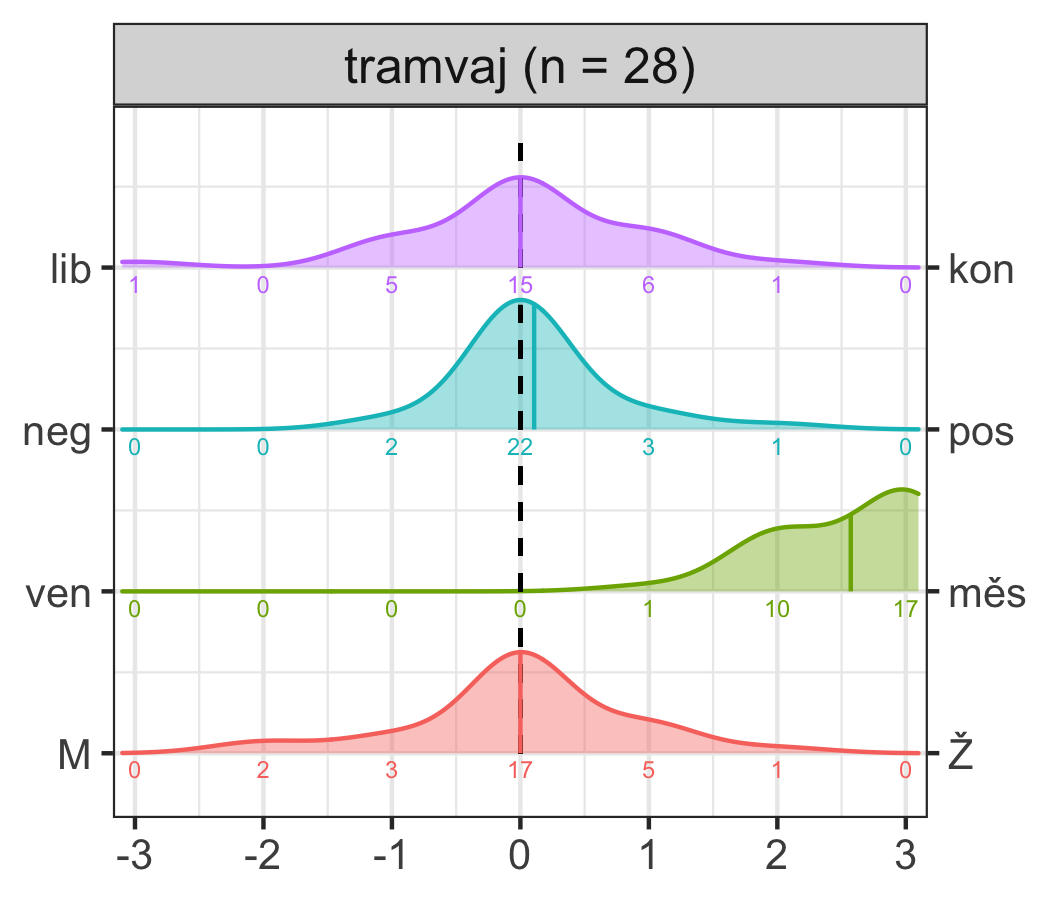 tramvaj (n = 28)
lib kon
1 0 5 15 6 1 0
neg pos
0 0 2 22 3 1 0
ven měs
0 0 0 0 1 10 17
M Ž
0 2 3 17 5 1 0
-3 -2 -1 0 1 2 3